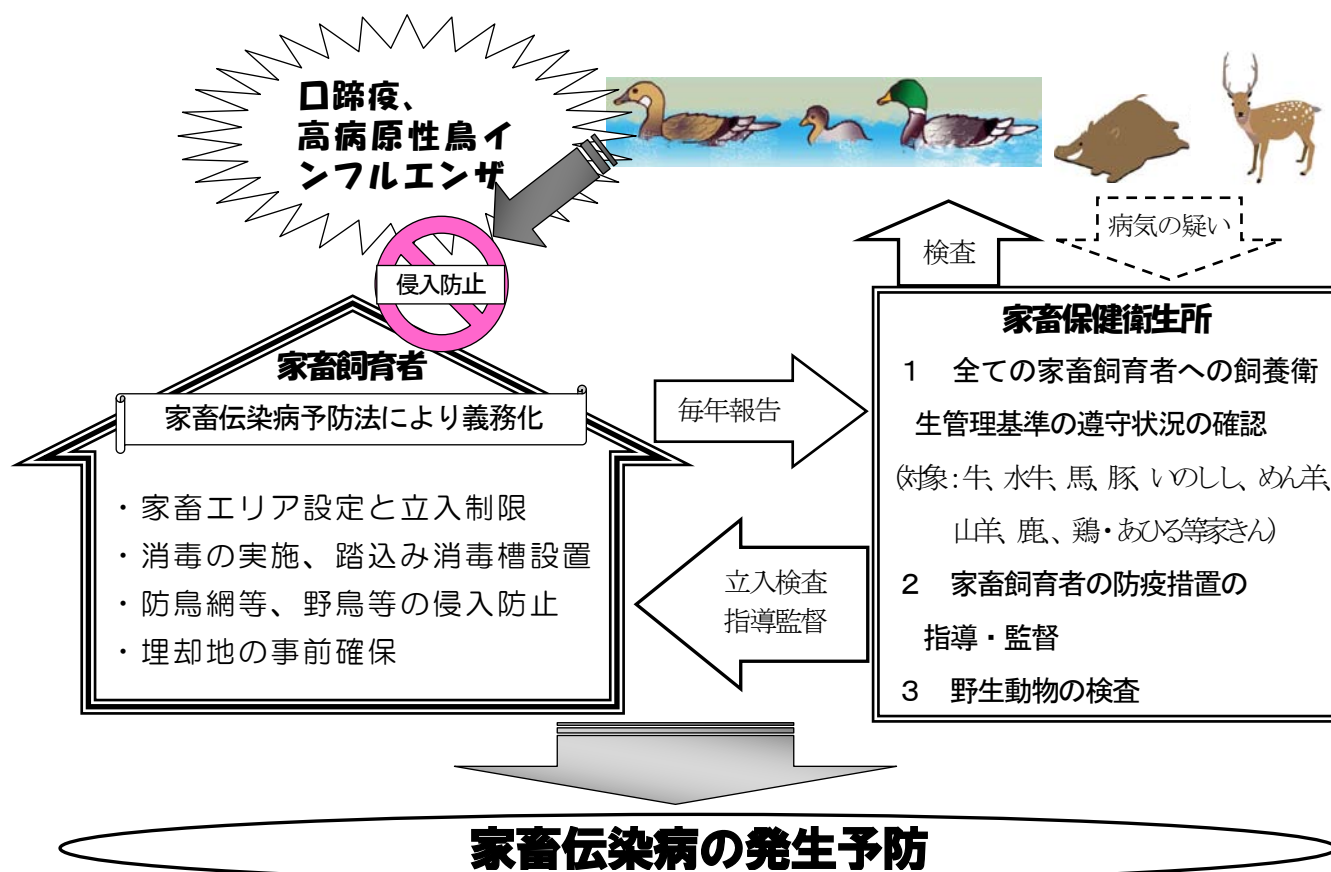 口蹄疫、
高病原性鳥イ
ンフルエンザ
侵入防止
病気の疑い
検査
家畜飼育者
家畜伝染病予防法により義務化
・家畜エリア設定と立入制限
・消毒の実施、踏込み消毒槽設置
・防鳥網等、野鳥等の侵入防止
・埋却地の事前確保
毎年報告
立入検査
指導監督
家畜保健衛生所
１　全ての家畜飼育者への飼養衛
生管理基準の遵守状況の確認
(対象：牛、水牛、馬、豚、いのしし、めん羊、
山羊、鹿、、鶏・あひる等家きん)
２　家畜飼育者の防疫措置の
指導・監督
３　野生動物の検査
家畜伝染病の発生予防